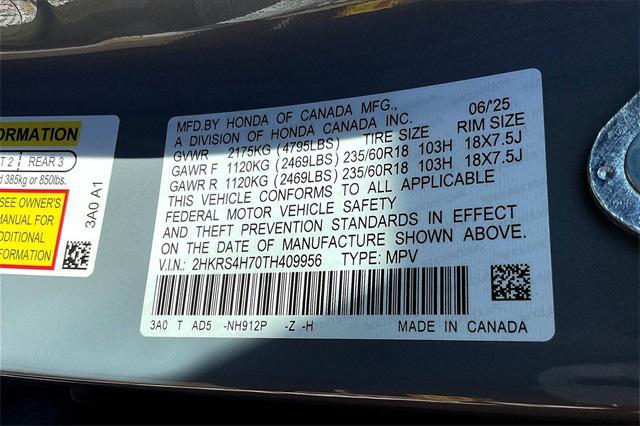 ORMATION
T 2 REAR 3
d 385kg or 850lbs.
SEE OWNER'S
MANUAL FOR
ADDITIONAL
FORMATION
3A0 A1
MFD.BY HONDA OF CANADA MFG., 06/'25
A DIVISION OF HONDA CANADA INC.
GVWR 2175KG (4795LBS) TIRE SIZE RIM SIZE
GAWR F 1120KG (2469LBS) 235/60R18 103H 18X7.5J
GAWR R 1120KG (2469LBS) 235/60R18 103H 18X7.5J
THIS VEHICLE CONFORMS TO ALL APPLICABLE
FEDERAL MOTOR VEHICLE SAFETY
AND THEFT PREVENTION STANDARDS IN EFFECT
ON THE DATE OF MANUFACTURE SHOWN ABOVE.
V.I.N.: 2HKRS4H70TH409956 TYPE: MPV
3A0 T AD5 -NH912P -Z -H MADE IN CANADA